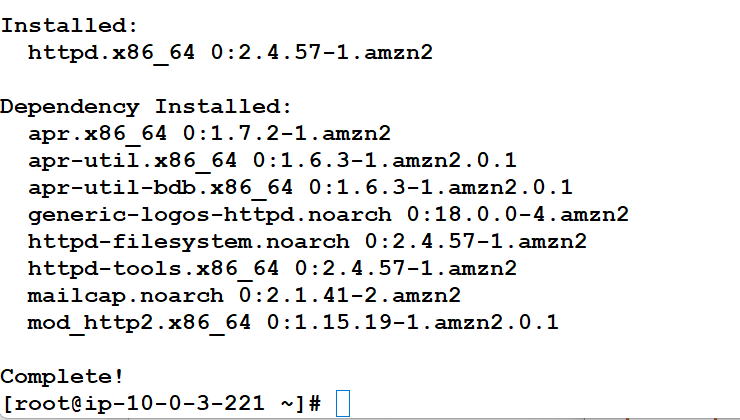 Installed:
httpd.x86_64 0:2.4.57-1.amzn2
Dependency Installed:
apr.x86_64 0:1.7.2-1.amzn2
apr-util.x86_64 0:1.6.3-1.amzn2.0.1
apr-util-bdb.x86_64 0:1.6.3-1.amzn2.0.1
generic-logos-httpd.noarch 0:18.0.0-4.amzn2
httpd-filesystem.noarch 0:2.4.57-1.amzn2
httpd-tools.x86_64 0:2.4.57-1.amzn2
mailcap.noarch 0:2.1.41-2.amzn2
mod_http2.x86_64 0:1.15.19-1.amzn2.0.1
Complete!
[root@ip-10-0-3-221 ~]#